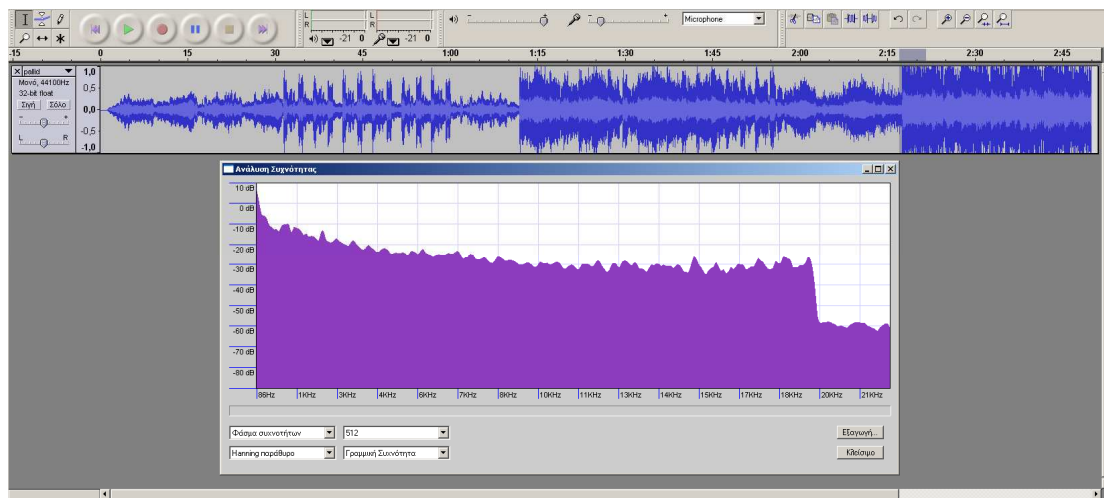 L R -21 0 L R -21 0 - + - + Microphone
-15 0 15 30 45 1:00 1:15 1:30 1:45 2:00 2:15 2:30 2:45
pallid
Μονό, 44100Hz
32-bit float
Σιγή Σόλο
- +
L R
1,0
0,5
0,0
-0,5
-1,0
Ανάλυση Συχνότητας
10 dB
0 dB
-10 dB
-20 dB
-30 dB
-40 dB
-50 dB
-60 dB
-70 dB
-80 dB
86Hz 1KHz 3KHz 4KHz 6KHz 7KHz 8KHz 10KHz 11KHz 13KHz 14KHz 15KHz 17KHz 18KHz 20KHz 21KHz
Φάσμα συχνοτήτων 512 Εξαγωγή...
Hanning παράθυρο Γραμμική Συχνότητα Κλείσιμο